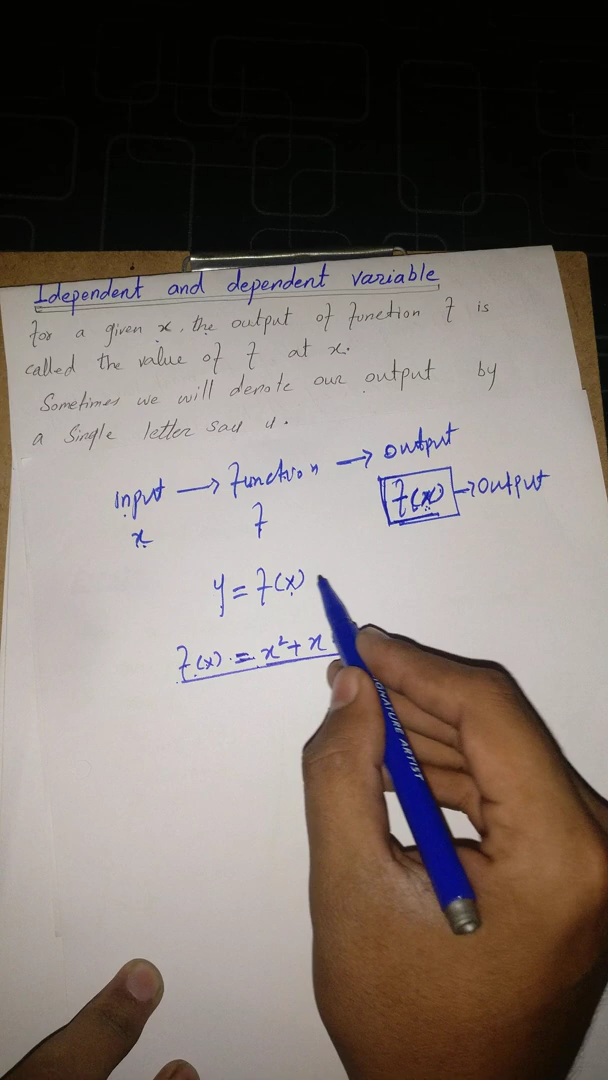 Idependent and dependent variable
For a given x, the output of function f is
called the value of f at x.
Sometimes we will denote our output by
a single letter say y.
input → function → output
x f f(x) → output
y = f(x)
f(x) = x² + x
SIGNATURE ARTIST